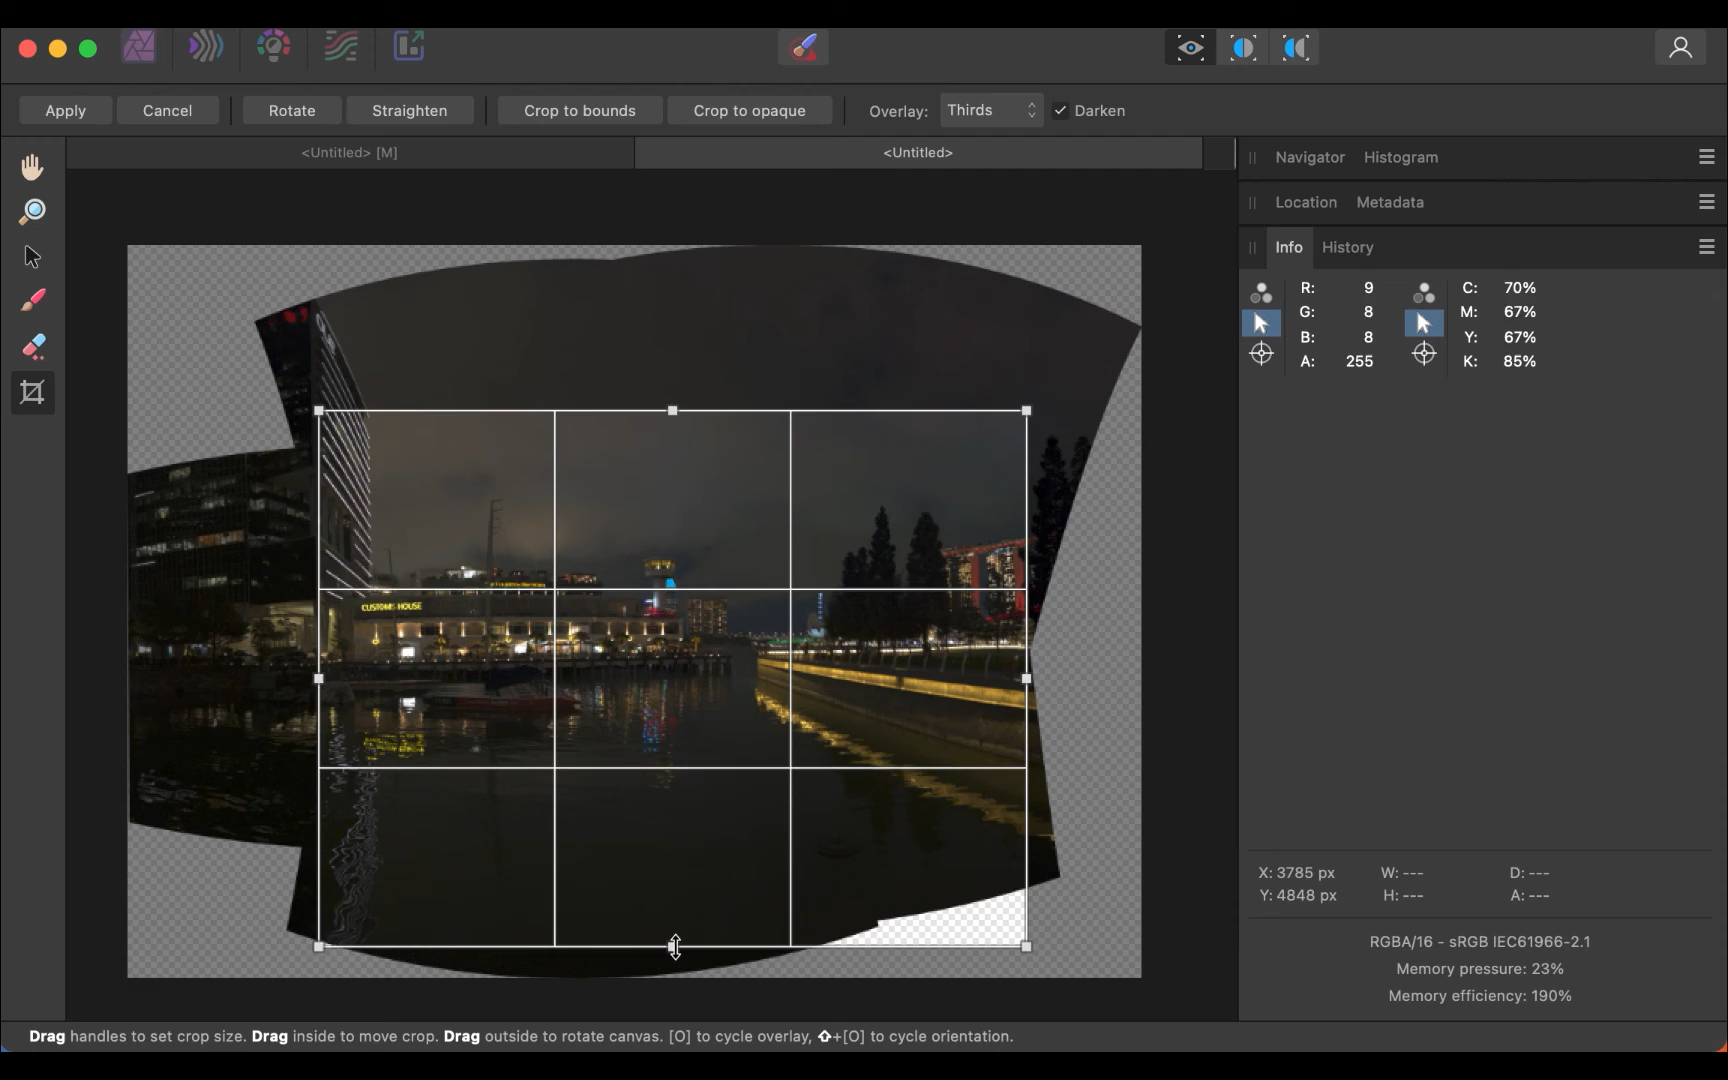 Apply Cancel Rotate Straighten Crop to bounds Crop to opaque Overlay: Thirds Darken
<Untitled> [M] <Untitled>
Navigator Histogram
Location Metadata
Info History
R: 9 C: 70%
G: 8 M: 67%
B: 8 Y: 67%
A: 255 K: 85%
CUSTOMS HOUSE
X: 3785 px W: --- D: ---
Y: 4848 px H: --- A: ---
RGBA/16 - sRGB IEC61966-2.1
Memory pressure: 23%
Memory efficiency: 190%
Drag handles to set crop size. Drag inside to move crop. Drag outside to rotate canvas. [O] to cycle overlay, ⇧+[O] to cycle orientation.